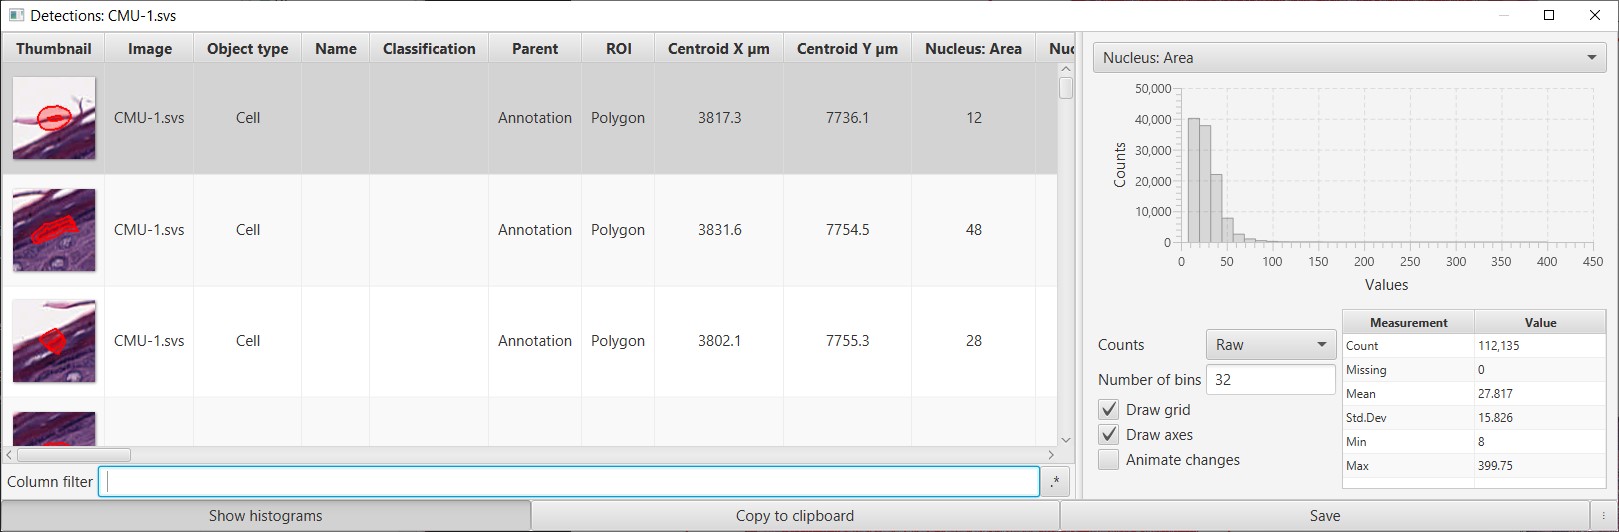 Detections: CMU-1.svs
Thumbnail Image Object type Name Classification Parent ROI Centroid X µm Centroid Y µm Nucleus: Area Nuc
CMU-1.svs Cell Annotation Polygon 3817.3 7736.1 12
CMU-1.svs Cell Annotation Polygon 3831.6 7754.5 48
CMU-1.svs Cell Annotation Polygon 3802.1 7755.3 28
Column filter .*
Nucleus: Area
50,000
40,000
30,000
20,000
10,000
0
Counts
0 50 100 150 200 250 300 350 400 450
Values
Counts Raw
Number of bins 32
Draw grid
Draw axes
Animate changes
Measurement Value
Count 112,135
Missing 0
Mean 27.817
Std.Dev 15.826
Min 8
Max 399.75
Show histograms Copy to clipboard Save